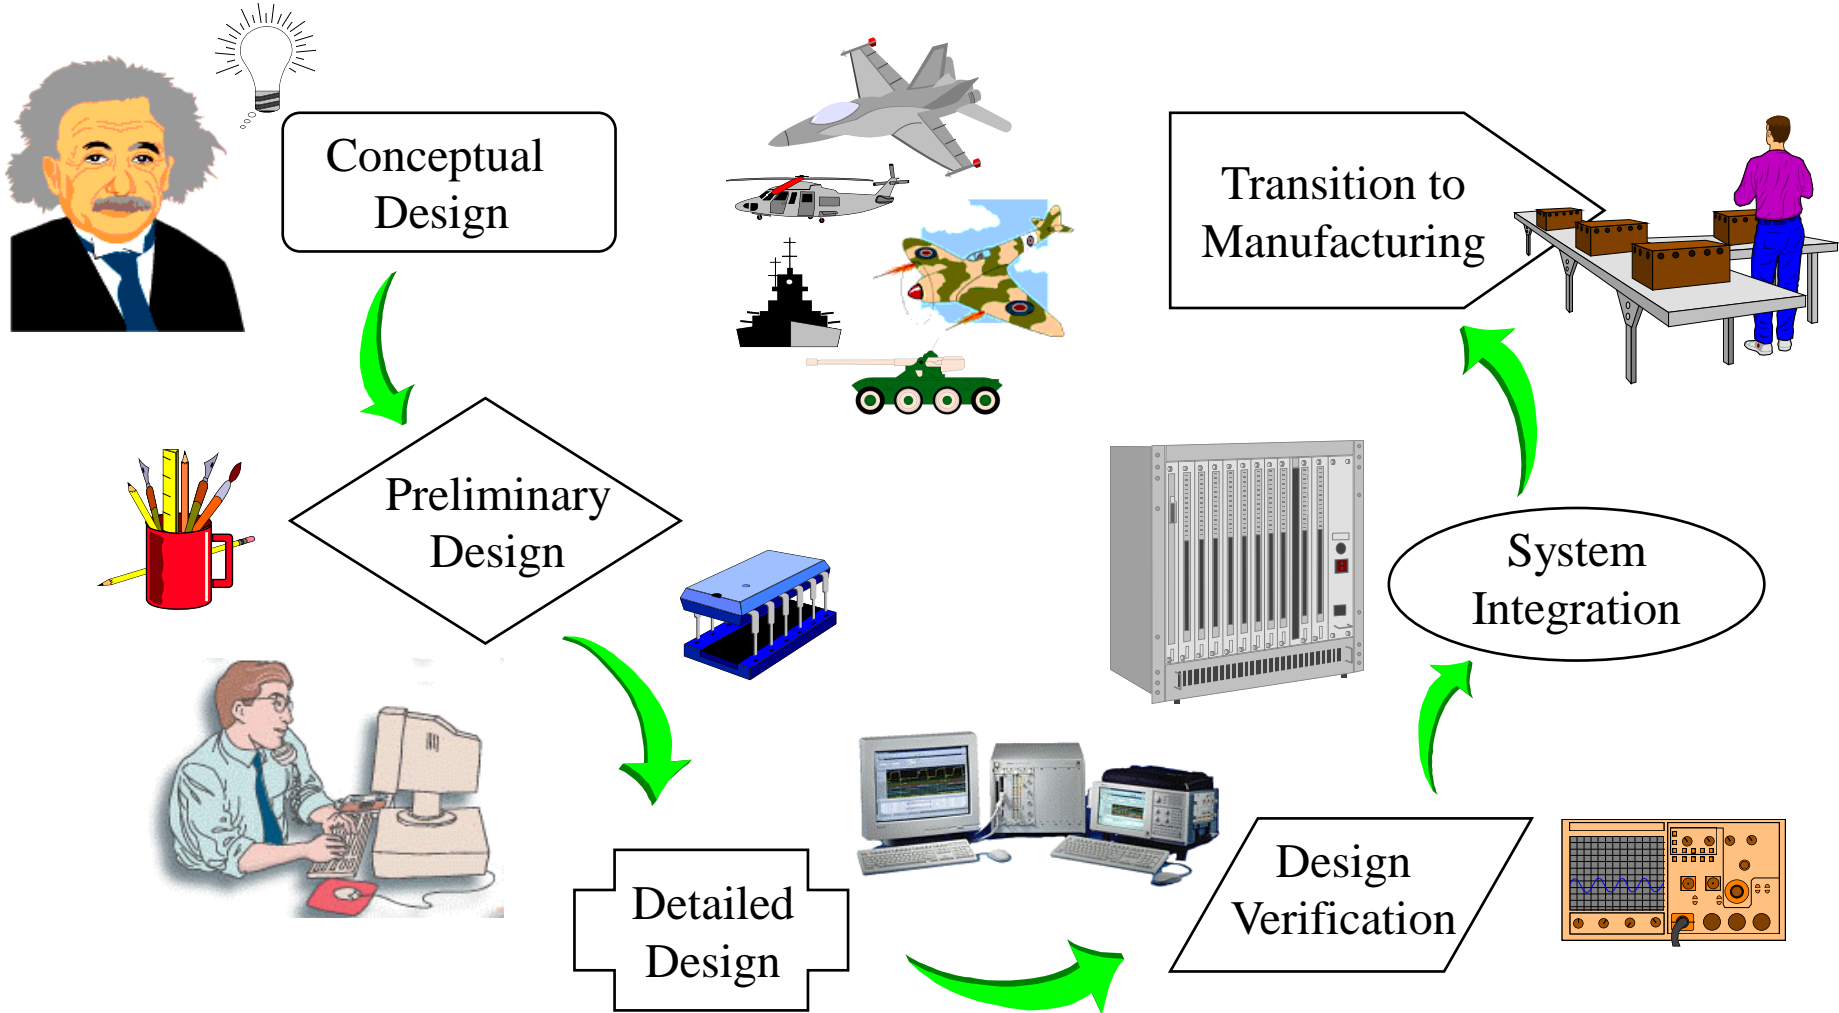 Conceptual
Design
Preliminary
Design
Detailed
Design
Design
Verification
System
Integration
Transition to
Manufacturing